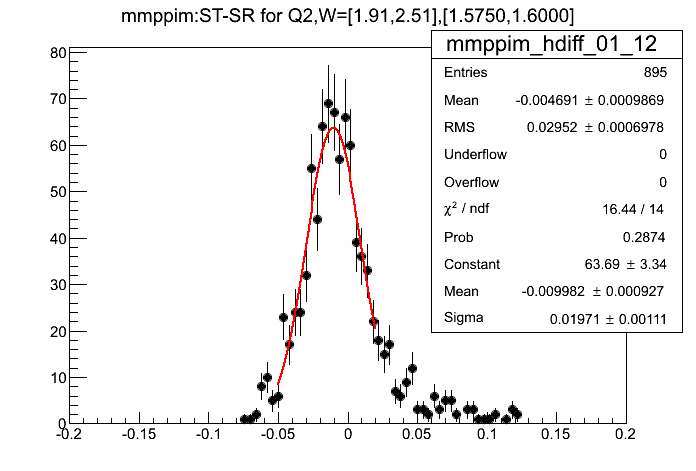 mmppim:ST-SR for Q2,W=[1.91,2.51],[1.5750,1.6000]
mmppim_hdiff_01_12
Entries 895
Mean -0.004691 ± 0.0009869
RMS 0.02952 ± 0.0006978
Underflow 0
Overflow 0
χ² / ndf 16.44 / 14
Prob 0.2874
Constant 63.69 ± 3.34
Mean -0.009982 ± 0.000927
Sigma 0.01971 ± 0.00111
80
70
60
50
40
30
20
10
0
-0.2 -0.15 -0.1 -0.05 0 0.05 0.1 0.15 0.2